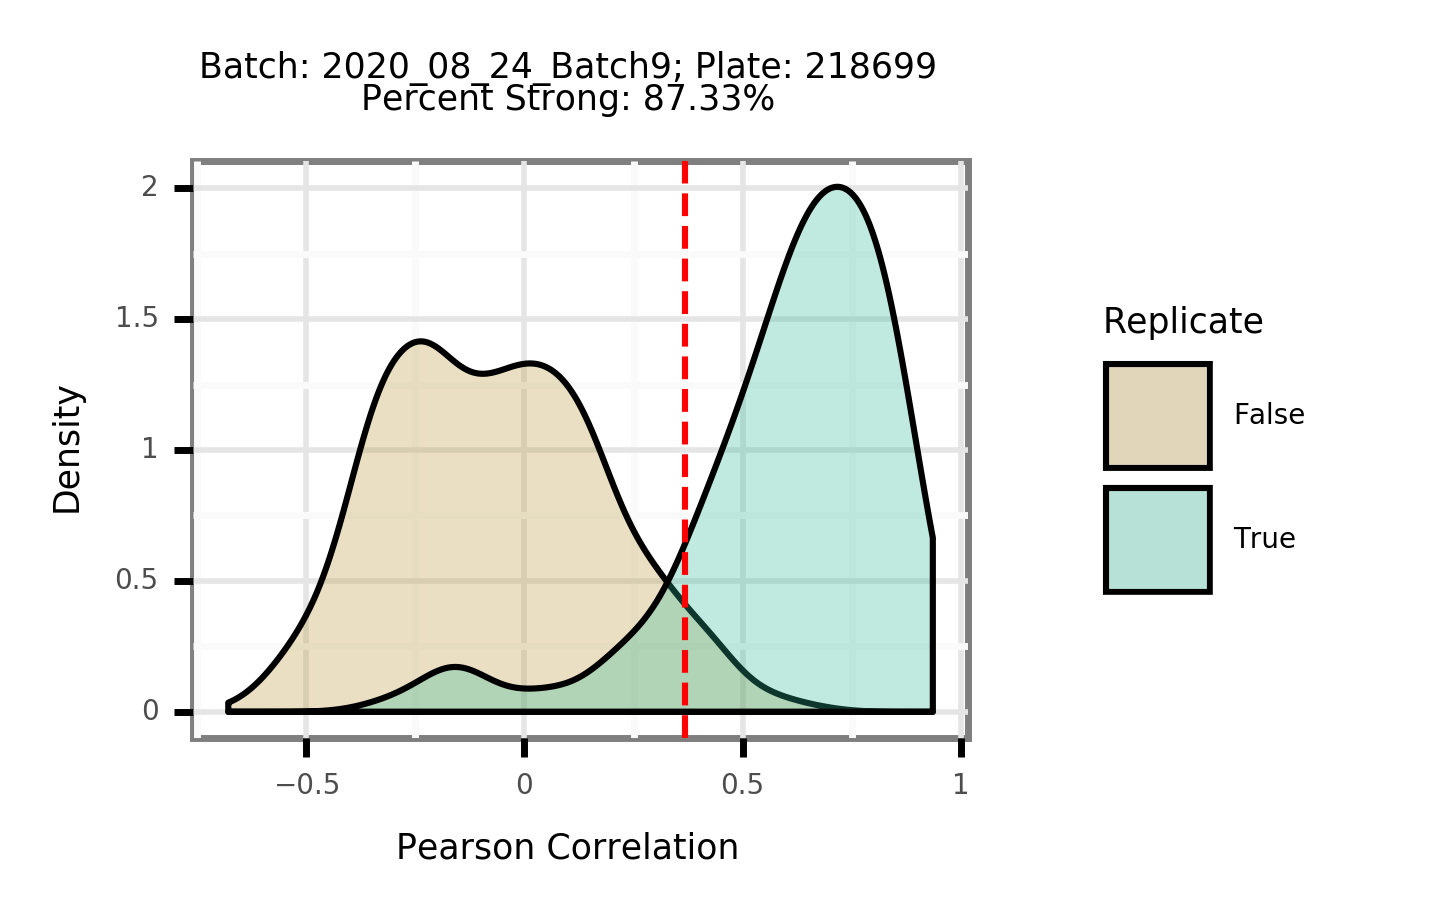 Batch: 2020_08_24_Batch9; Plate: 218699
Percent Strong: 87.33%
2
1.5
1
0.5
0
Density
−0.5 0 0.5 1
Pearson Correlation
Replicate
False
True